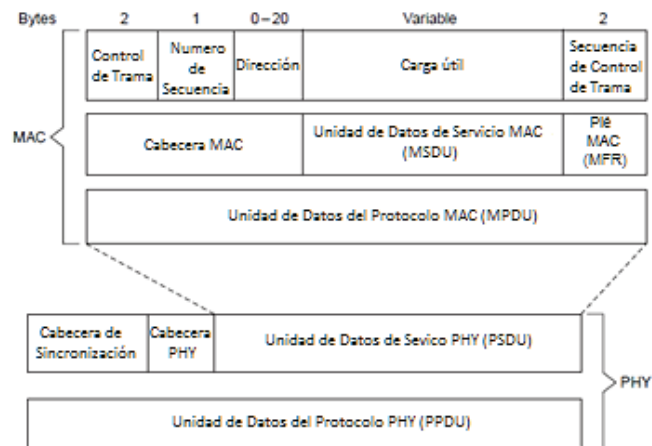 Bytes 2 1 0–20 Variable 2
Control de Trama
Numero de Secuencia
Dirección
Carga útil
Secuencia de Control de Trama
MAC
Cabecera MAC
Unidad de Datos de Servicio MAC (MSDU)
Plé MAC (MFR)
Unidad de Datos del Protocolo MAC (MPDU)
Cabecera de Sincronización
Cabecera PHY
Unidad de Datos de Sevico PHY (PSDU)
PHY
Unidad de Datos del Protocolo PHY (PPDU)